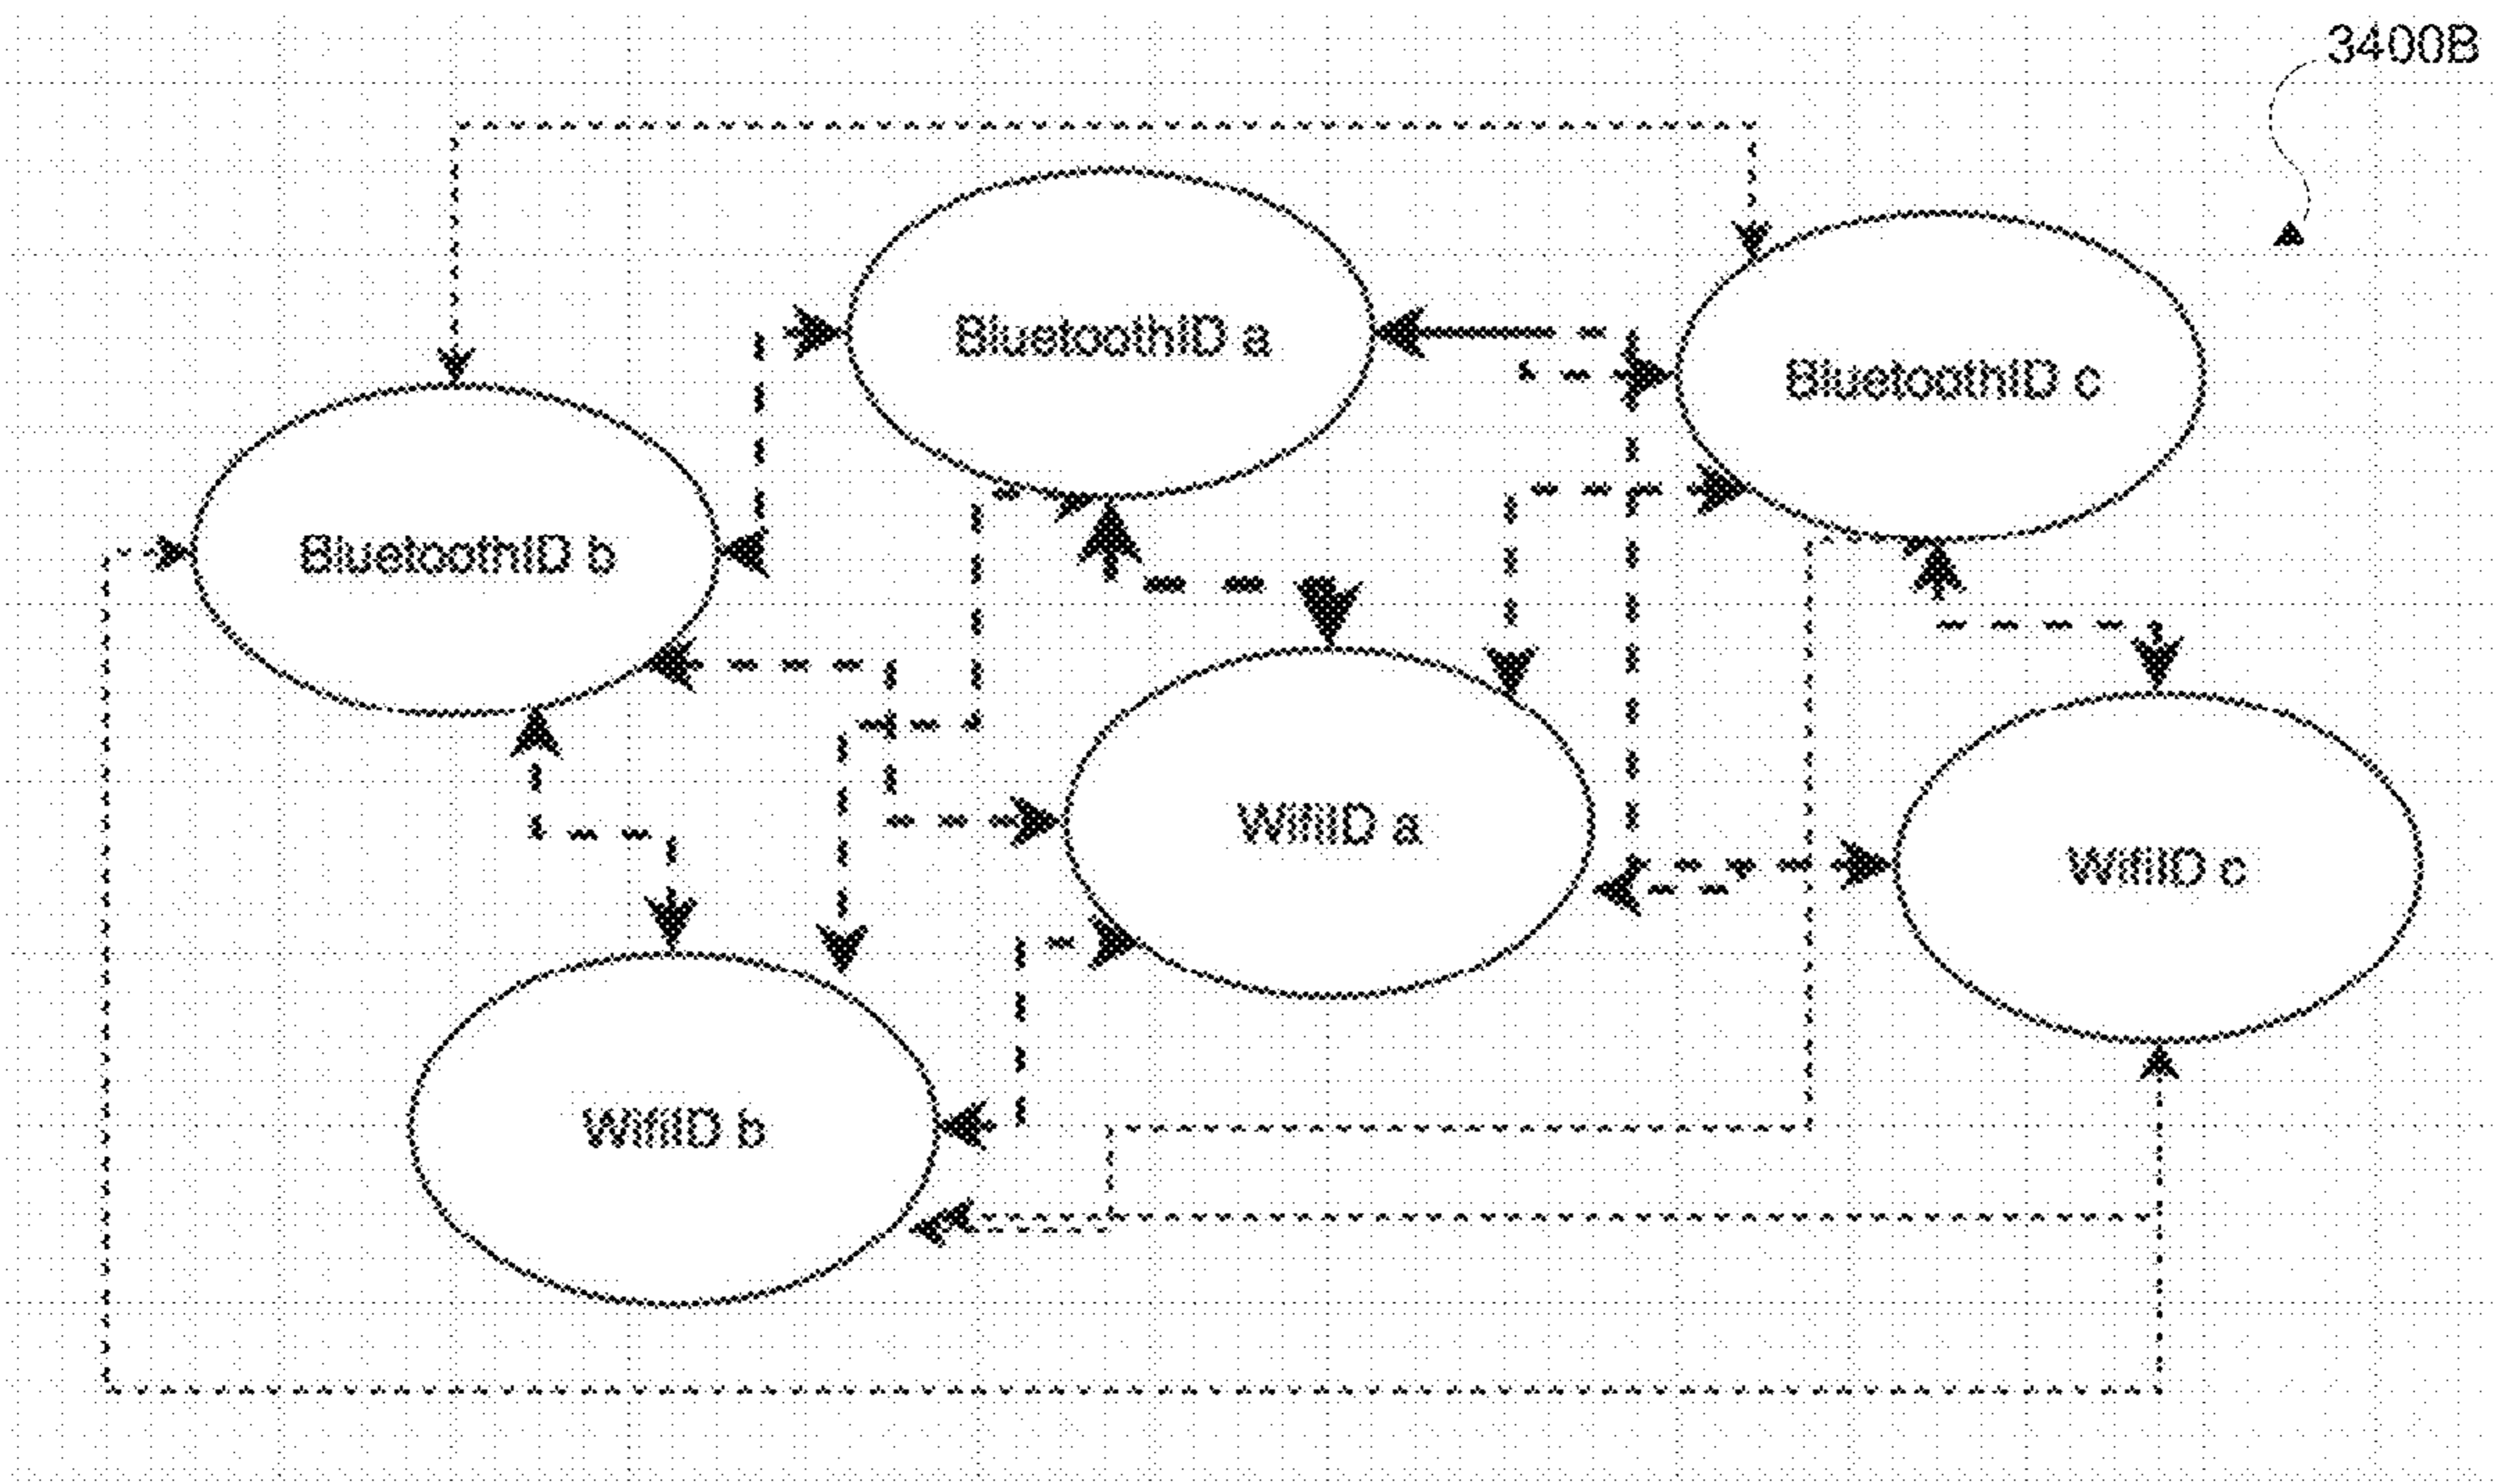 3400B
BluetoothID a
BluetoothID c
BluetoothID b
WifiID a
WifiID c
WifiID b